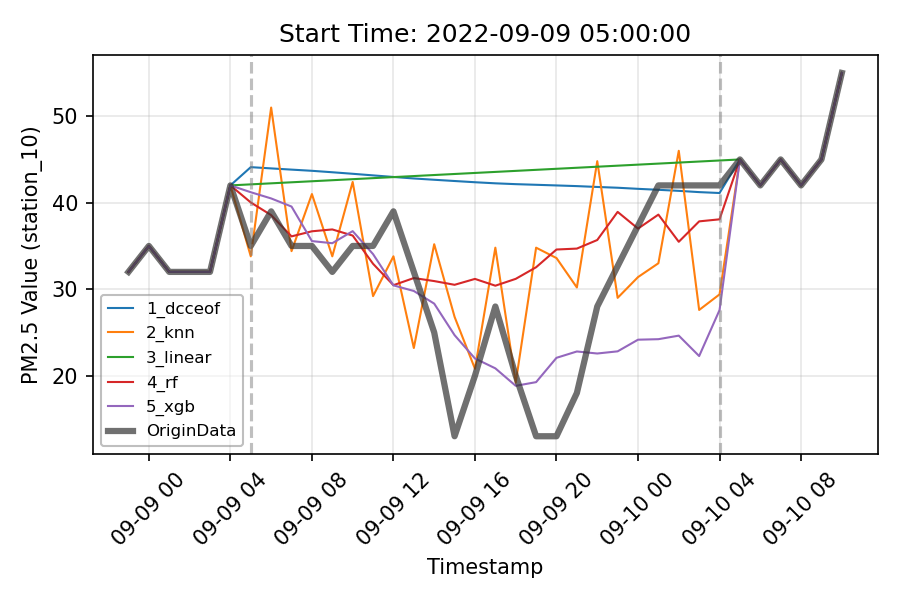 Start Time: 2022-09-09 05:00:00
PM2.5 Value (station_10)
50
40
30
20
1_dcceof
2_knn
3_linear
4_rf
5_xgb
OriginData
09-09 00
09-09 04
09-09 08
09-09 12
09-09 16
09-09 20
09-10 00
09-10 04
09-10 08
Timestamp